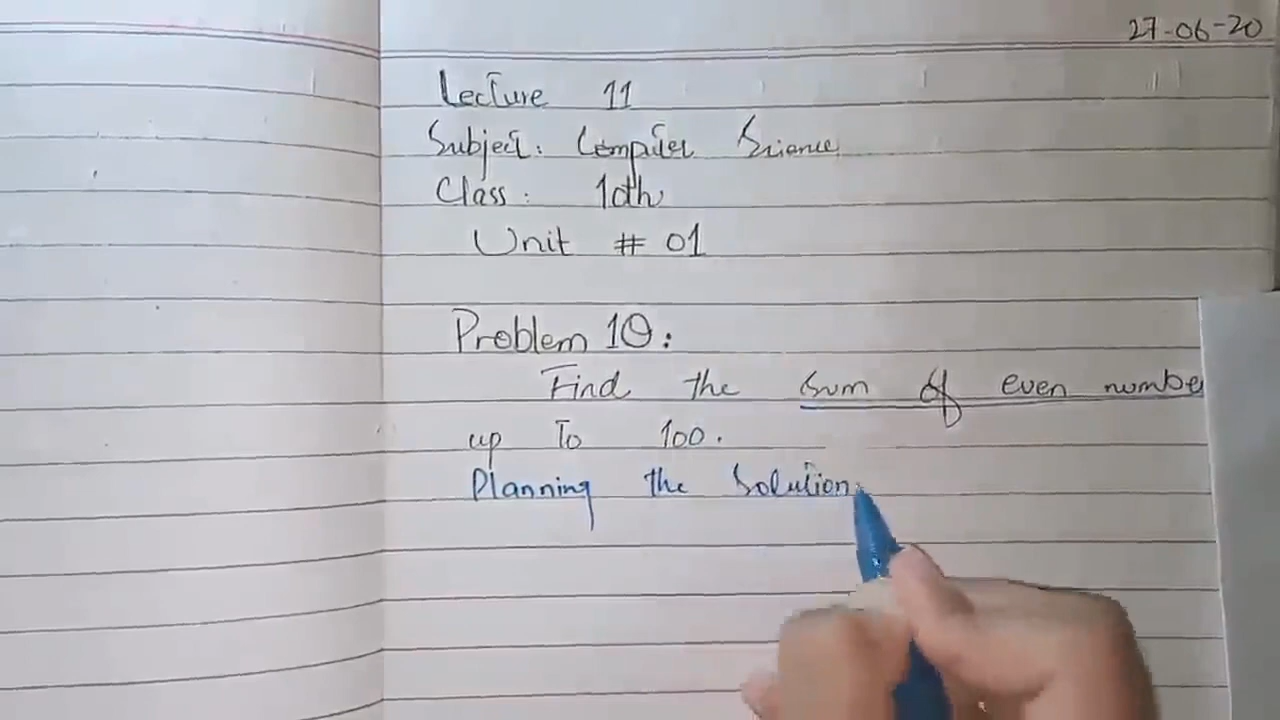 27-06-20
Lecture 11
Subject: Computer Science
Class: 10th
Unit # 01
Problem 10:
Find the sum of even numbe
up To 100.
Planning the Solution